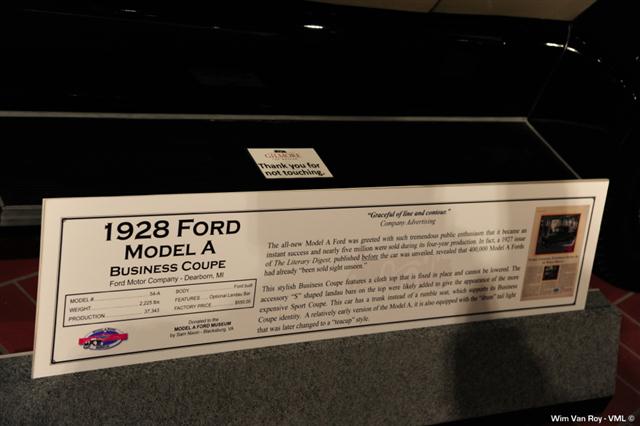 GILMORE
Thank you for
not touching.
1928 FORD
MODEL A
BUSINESS COUPE
Ford Motor Company - Dearborn, MI
MODEL # 54-A
WEIGHT 2,225 lbs
PRODUCTION 37,343
BODY Ford built
FEATURES Optional Landau Bar
FACTORY PRICE $550.00
Donated to the
MODEL A FORD MUSEUM
by Sam Nixon - Blacksburg, VA
"Graceful of line and contour."
Company Advertising
The all-new Model A Ford was greeted with such tremendous public enthusiasm that it became an
instant success and nearly five million were sold during its four-year production. In fact, a 1927 issue
of The Literary Digest, published before the car was unveiled, revealed that 400,000 Model A Fords
had already "been sold sight unseen."
This stylish Business Coupe features a cloth top that is fixed in place and cannot be lowered. The
accessory "S" shaped landau bars on the top were likely added to give the appearance of the more
expensive Sport Coupe. This car has a trunk instead of a rumble seat, which supports its Business
Coupe identity. A relatively early version of the Model A, it is also equipped with the "drum" tail light
that was later changed to a "teacup" style.
Wim Van Roy - VML ©